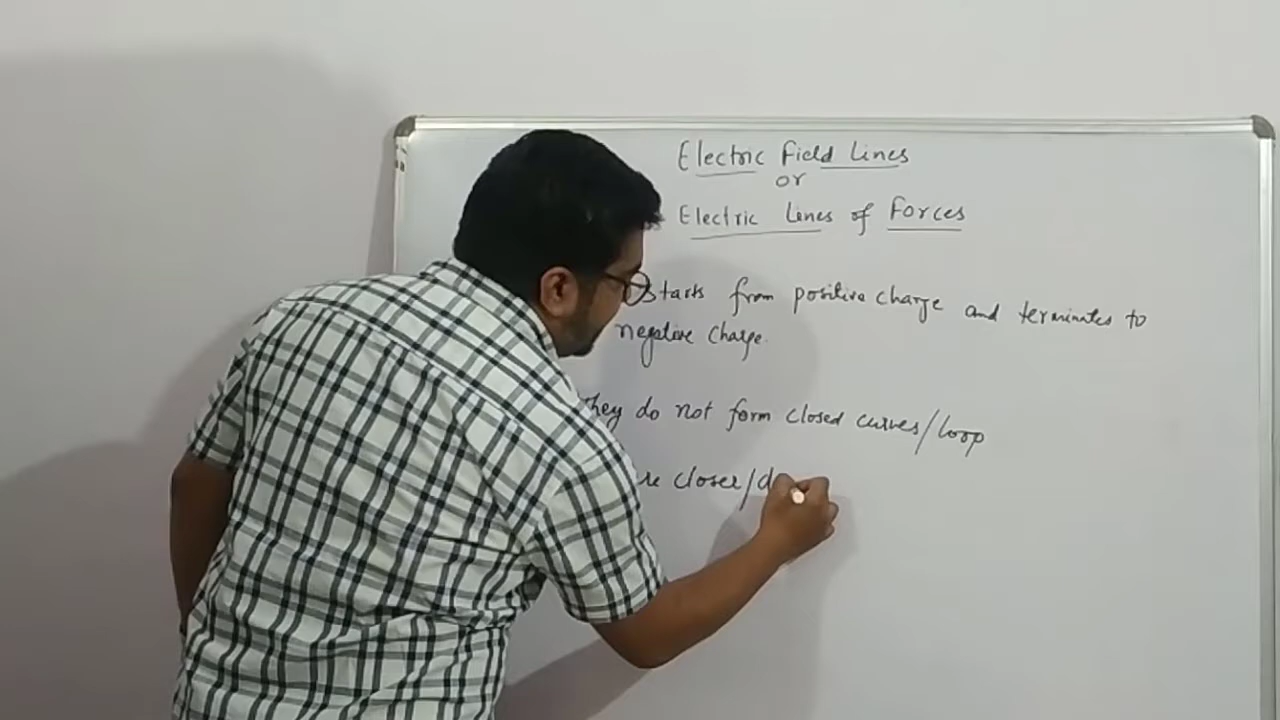 Electric Field Lines
or
Electric Lines of Forces
starts from positive charge and terminates to
negative charge.
they do not form closed curves/loop
closer/d